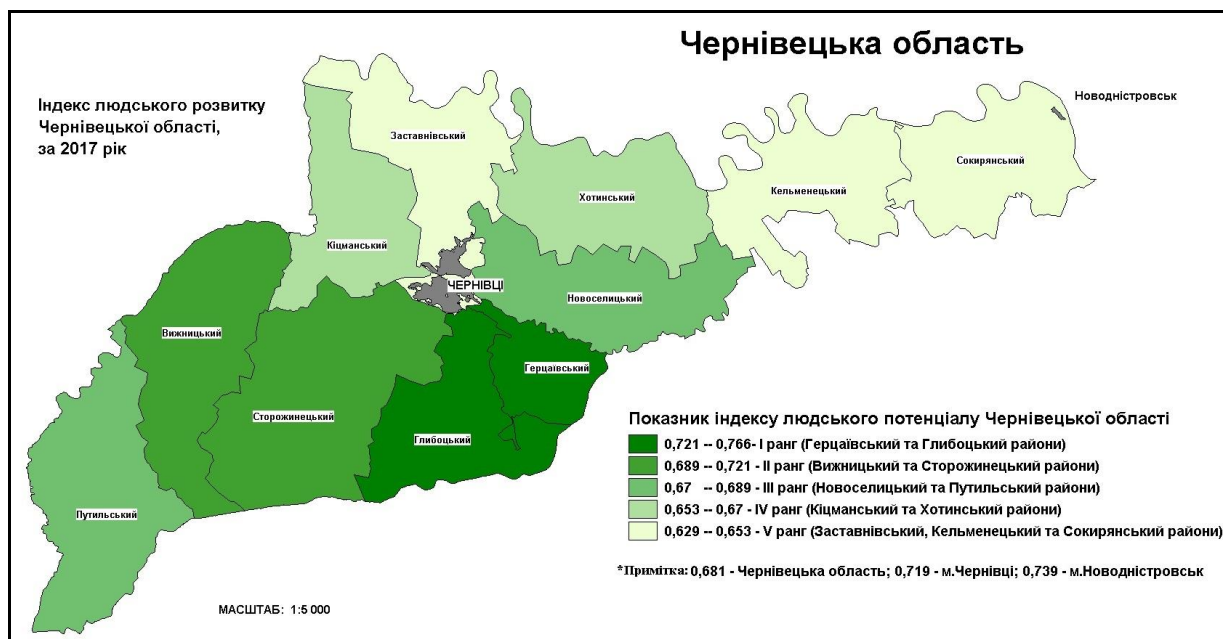 Чернівецька область
Індекс людського розвитку
Чернівецької області,
за 2017 рік
Новодністровськ
Заставнівський
Сокирянський
Кельменецький
Хотинський
Кіцманський
ЧЕРНІВЦІ
Новоселицький
Вижницький
Герцаївський
Сторожинецький
Глибоцький
Путильський
Показник індексу людського потенціалу Чернівецької області
0,721 -- 0,766- I ранг (Герцаївський та Глибоцький райони)
0,689 -- 0,721 - II ранг (Вижницький та Сторожинецький райони)
0,67 -- 0,689 - III ранг (Новоселицький та Путильський райони)
0,653 -- 0,67 - IV ранг (Кіцманський та Хотинський райони)
0,629 -- 0,653 - V ранг (Заставнівський, Кельменецький та Сокирянський райони)
*Примітка: 0,681 - Чернівецька область; 0,719 - м.Чернівці; 0,739 - м.Новодністровськ
МАСШТАБ: 1:5 000